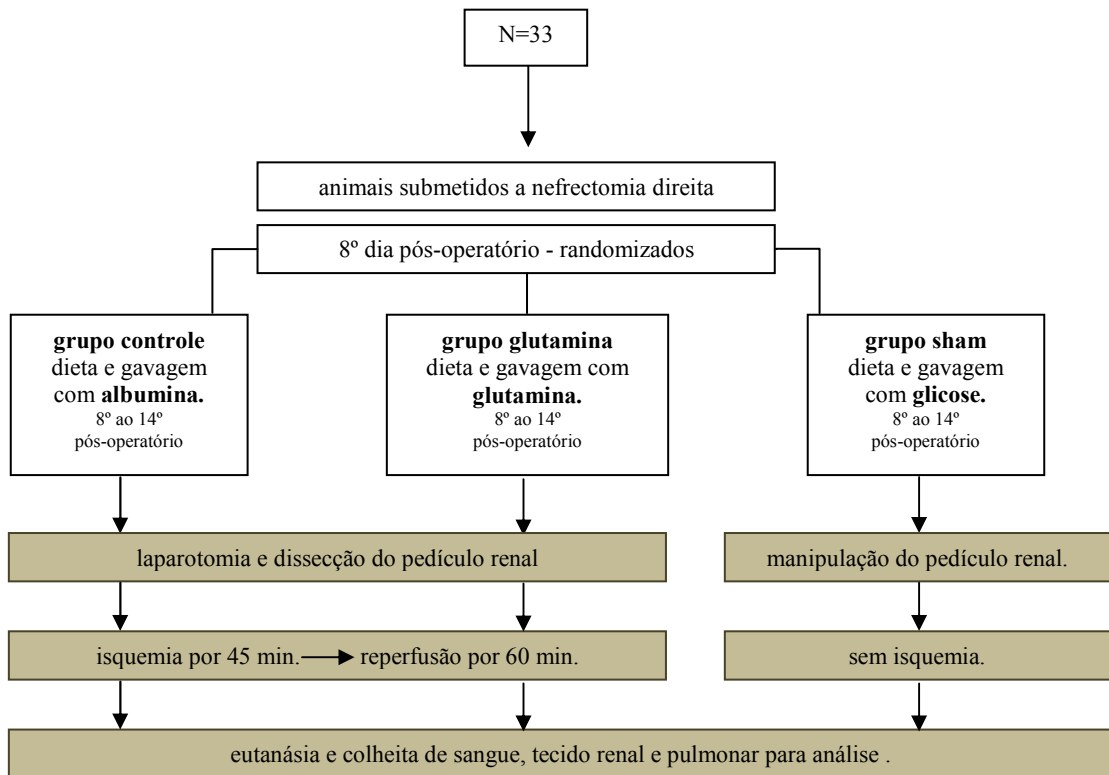 N=33
animais submetidos a nefrectomia direita
8º dia pós-operatório - randomizados
grupo controle
dieta e gavagem
com albumina.
8º ao 14º
pós-operatório
grupo glutamina
dieta e gavagem com
glutamina.
8º ao 14º
pós-operatório
grupo sham
dieta e gavagem
com glicose.
8º ao 14º
pós-operatório
laparotomia e dissecção do pedículo renal
manipulação do pedículo renal.
isquemia por 45 min. reperfusão por 60 min.
sem isquemia.
eutanásia e colheita de sangue, tecido renal e pulmonar para análise .